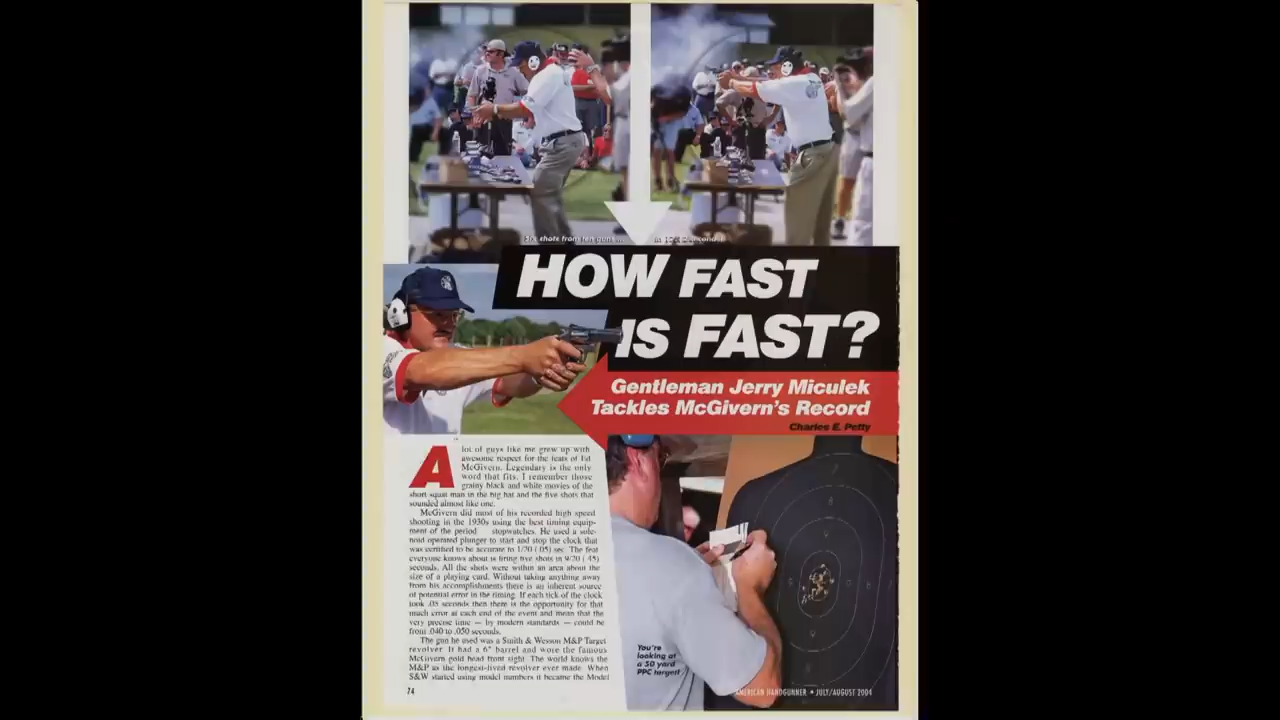 shots from ten guns
HOW FAST
IS FAST?
Gentleman Jerry Miculek
Tackles McGivern's Record
Charles E. Petty
A lot of guys like me grew up with
awesome respect for the feats of Ed
McGivern. Legendary is the only
word that fits. I remember those
grainy black and white movies of the
short squat man in the big hat and the five shots that
sounded almost like one.
McGivern did most of his recorded high speed
shooting in the 1930s using the best timing equip-
ment of the period — stopwatches. He used a sole-
noid operated plunger to start and stop the clock that
was certified to be accurate to 1/20 (.05) sec. The feat
everyone knows about is firing five shots in 9/20 (.45)
seconds. All the shots were within an area about the
size of a playing card. Without taking anything away
from his accomplishments there is an inherent source
of potential error in the timing. If each tick of the clock
took .05 seconds then there is the opportunity for that
much error at each end of the event and mean that the
very precise time — by modern standards — could be
from .040 to .050 seconds.
The gun he used was a Smith & Wesson M&P Target
revolver. It had a 6" barrel and wore the famous
McGivern gold bead front sight. The world knows the
M&P as the longest-lived revolver ever made. When
S&W started using model numbers it became the Model
You're
looking at
a 50 yard
PPC target!
74
AMERICAN HANDGUNNER • JULY/AUGUST 2004